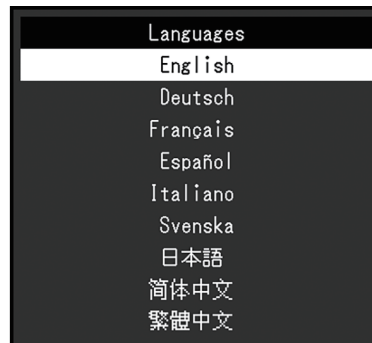 Languages
English
Deutsch
Français
Español
Italiano
Svenska
日本語
简体中文
繁體中文